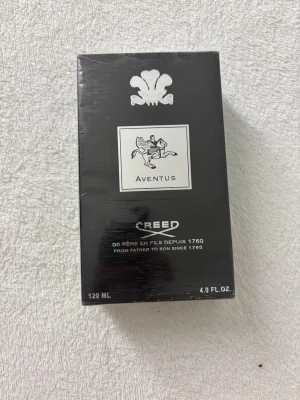 AVENTUS
CREED
DE PÈRE EN FILS DEPUIS 1760
FROM FATHER TO SON SINCE 1760
120 ML
4.0 FL.OZ.